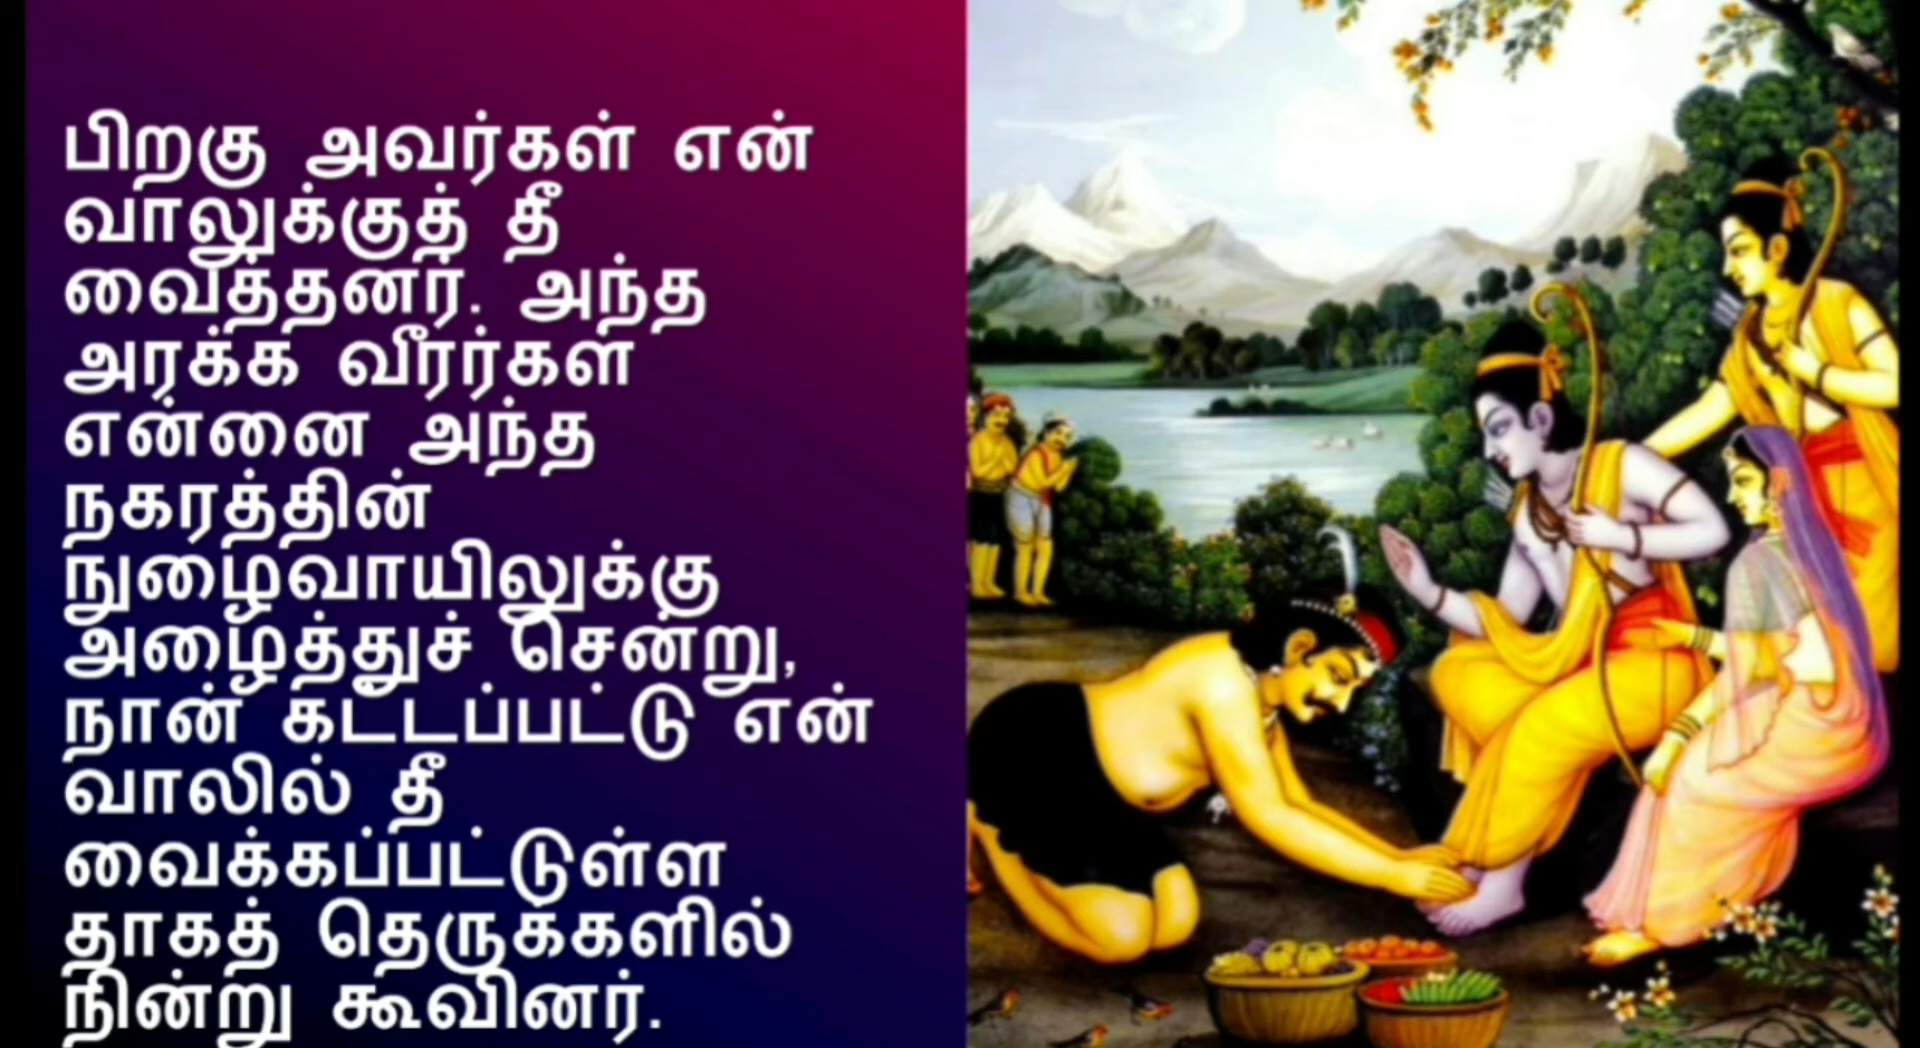 பிறகு அவர்கள் என்
வாலுக்குத் தீ
வைத்தனர். அந்த
அரக்க வீரர்கள்
என்னை அந்த
நகரத்தின்
நுழைவாயிலுக்கு
அழைத்துச் சென்று,
நான் கட்டப்பட்டு என்
வாலில் தீ
வைக்கப்பட்டுள்ள
தாகத் தெருக்களில்
நின்று கூவினர்.